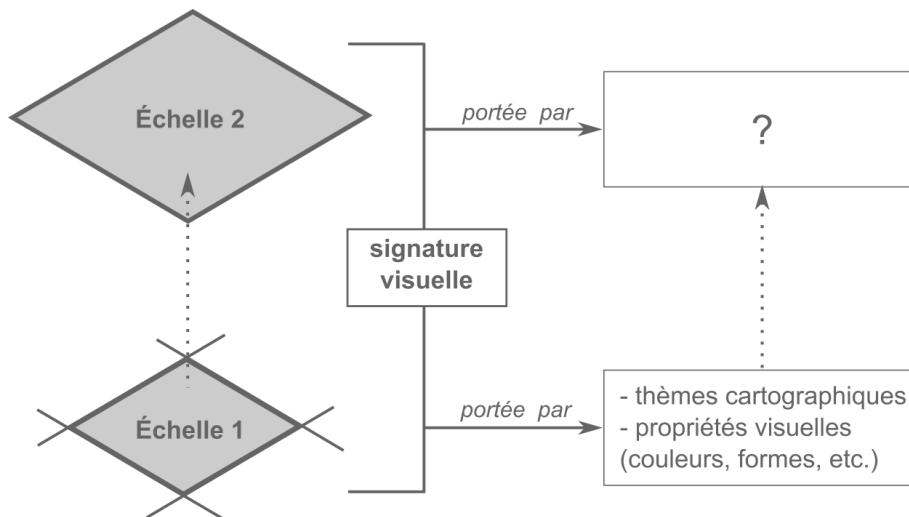 Échelle 2
portée par
?
signature
visuelle
Échelle 1
portée par
- thèmes cartographiques
- propriétés visuelles
(couleurs, formes, etc.)